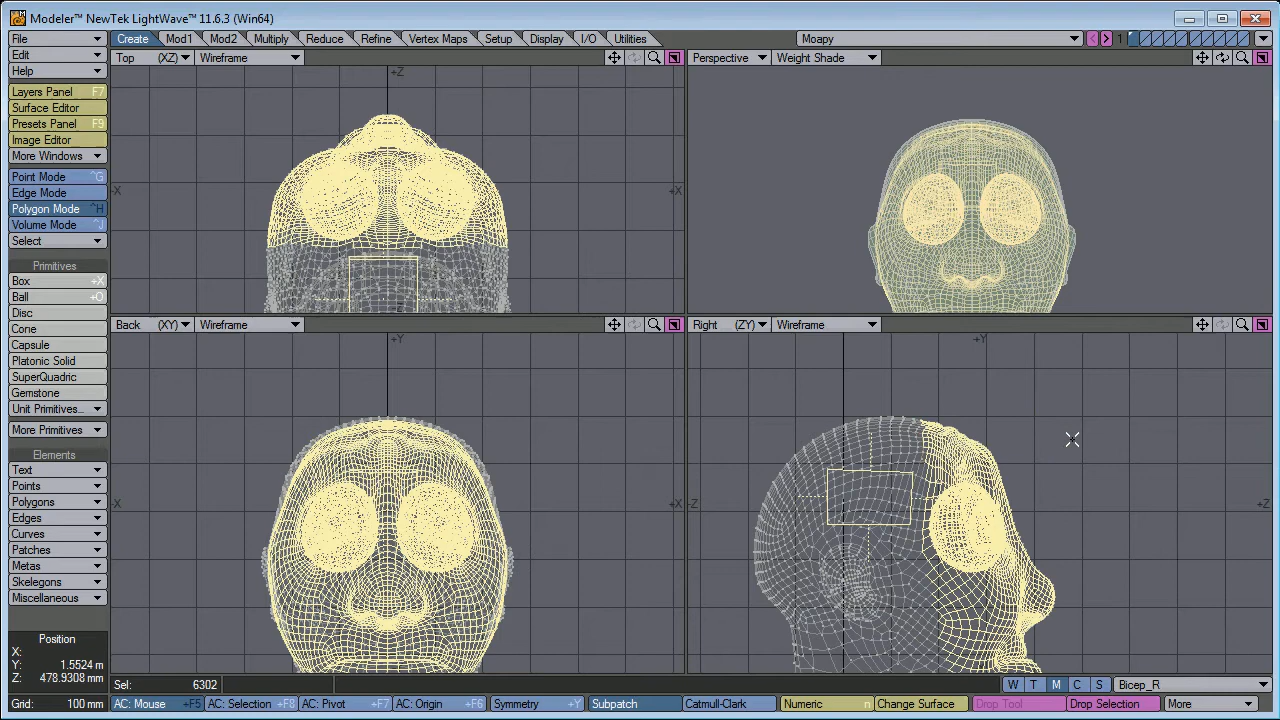 Modeler™ NewTek LightWave™ 11.6.3 (Win64)
File
Create Mod1 Mod2 Multiply Reduce Refine Vertex Maps Setup Display I/O Utilities Moapy 1
Edit
Top (XZ) Wireframe Perspective Weight Shade
Help
+Z
Layers Panel F7
Surface Editor
Presets Panel F9
Image Editor
More Windows
Point Mode ^G
-X +X
Edge Mode
Polygon Mode ^H
Volume Mode ^J
Select
Primitives
Box +X
Ball +O
-Z
Disc
Back (XY) Wireframe Right (ZY) Wireframe
Cone
+Y +Y
Capsule
Platonic Solid
SuperQuadric
Gemstone
Unit Primitives...
More Primitives
Elements
Text
Points
Polygons
-X +X -Z +Z
Edges
Curves
Patches
Metas
Skelegons
Miscellaneous
Position
X:
Y: 1.5524 m
Z: 478.9308 mm
Sel: 6302 W T M C S Bicep_R
Grid: 100 mm AC: Mouse +F5 AC: Selection +F8 AC: Pivot +F7 AC: Origin +F6 Symmetry +Y Subpatch Catmull-Clark Numeric n Change Surface Drop Tool Drop Selection More